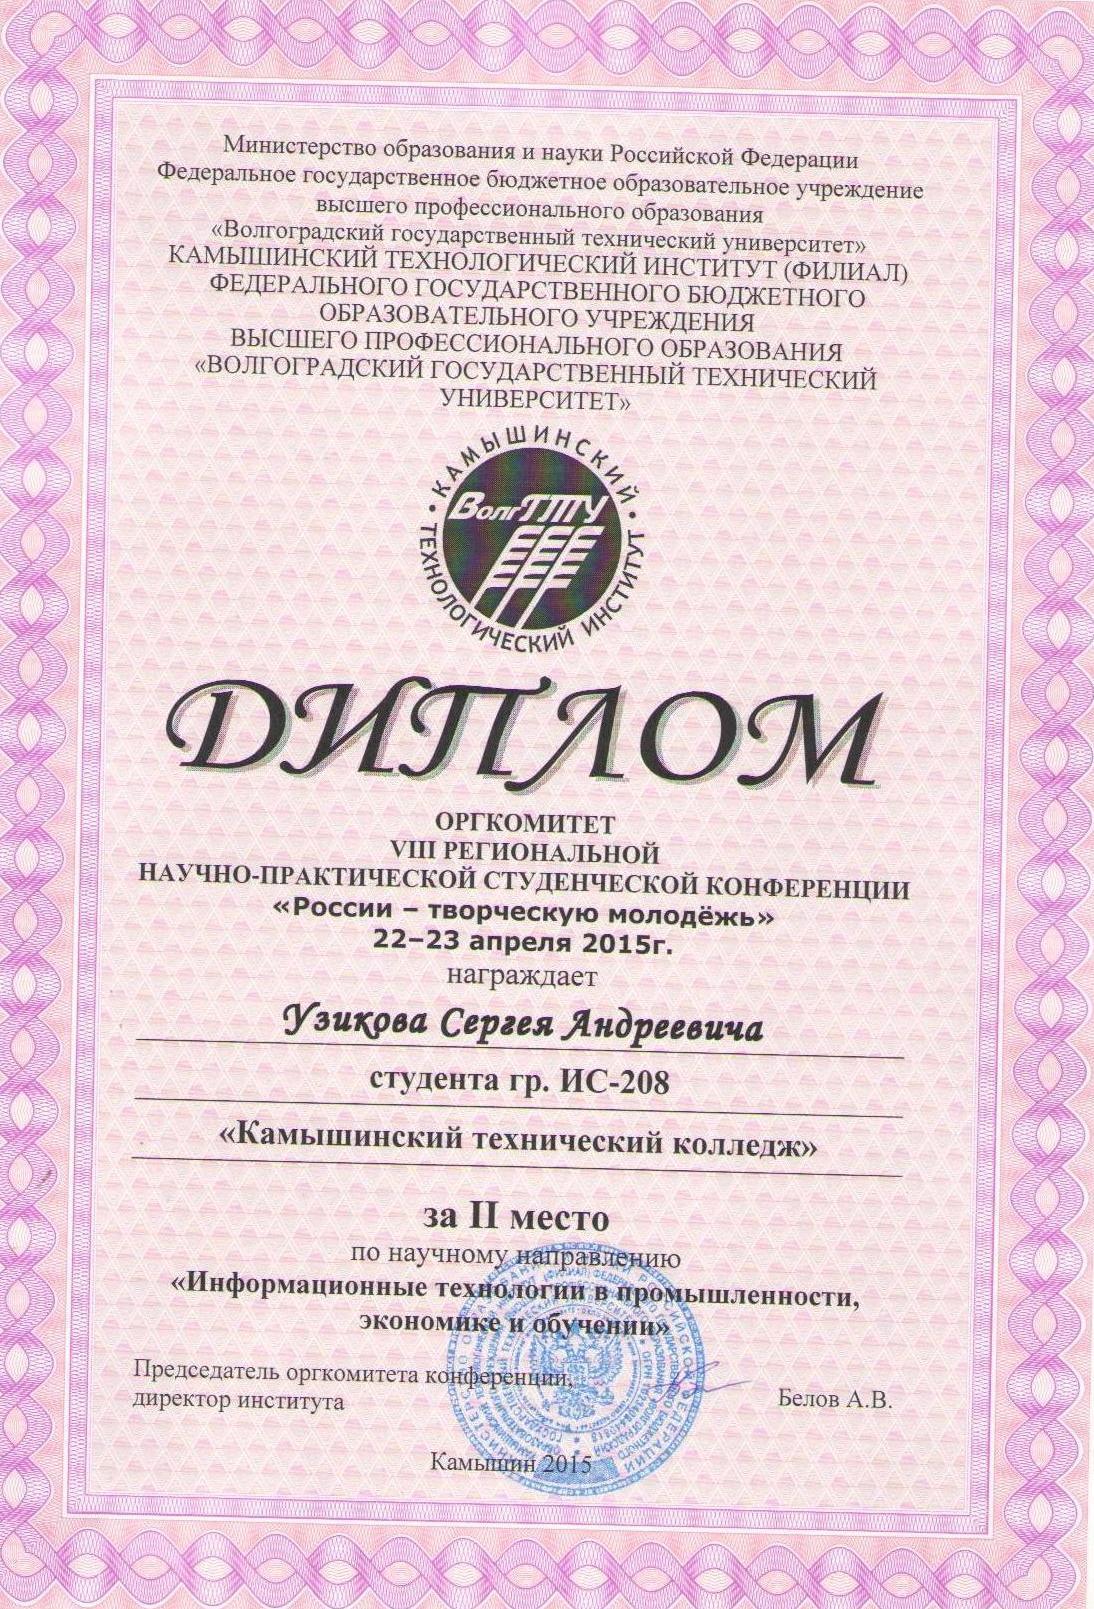 Министерство образования и науки Российской Федерации
Федеральное государственное бюджетное образовательное учреждение
высшего профессионального образования
«Волгоградский государственный технический университет»
КАМЫШИНСКИЙ ТЕХНОЛОГИЧЕСКИЙ ИНСТИТУТ (ФИЛИАЛ)
ФЕДЕРАЛЬНОГО ГОСУДАРСТВЕННОГО БЮДЖЕТНОГО
ОБРАЗОВАТЕЛЬНОГО УЧРЕЖДЕНИЯ
ВЫСШЕГО ПРОФЕССИОНАЛЬНОГО ОБРАЗОВАНИЯ
«ВОЛГОГРАДСКИЙ ГОСУДАРСТВЕННЫЙ ТЕХНИЧЕСКИЙ
УНИВЕРСИТЕТ»
КАМЫШИНСКИЙ
ВолгГТУ
ТЕХНОЛОГИЧЕСКИЙ ИНСТИТУТ
ДИПЛОМ
ОРГКОМИТЕТ
VIII РЕГИОНАЛЬНОЙ
НАУЧНО-ПРАКТИЧЕСКОЙ СТУДЕНЧЕСКОЙ КОНФЕРЕНЦИИ
«России – творческую молодёжь»
22–23 апреля 2015г.
награждает
Узикова Сергея Андреевича
студента гр. ИС-208
«Камышинский технический колледж»
за II место
по научному направлению
«Информационные технологии в промышленности,
экономике и обучении»
Председатель оргкомитета конференции,
директор института
Белов А.В.
Камышин 2015